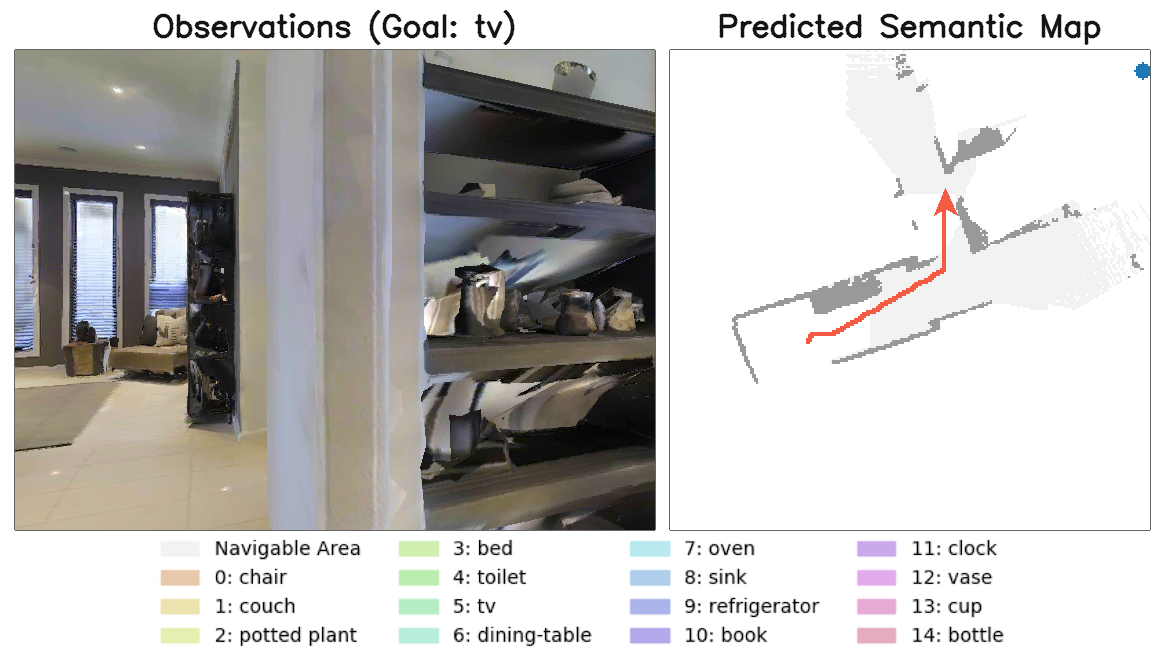 Observations (Goal: tv)
Predicted Semantic Map
Navigable Area
0: chair
1: couch
2: potted plant
3: bed
4: toilet
5: tv
6: dining-table
7: oven
8: sink
9: refrigerator
10: book
11: clock
12: vase
13: cup
14: bottle